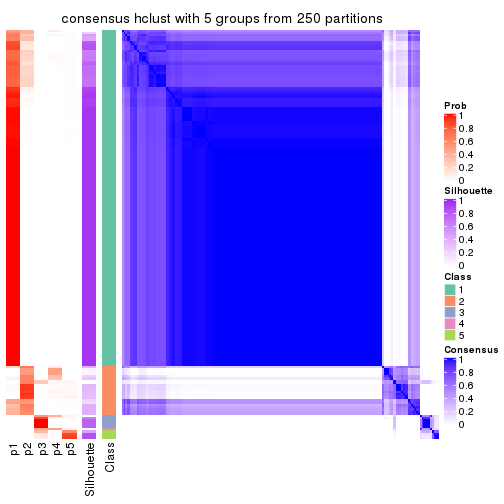 consensus hclust with 5 groups from 250 partitions
Prob
1
0.8
0.6
0.4
0.2
0
Silhouette
1
0.8
0.6
0.4
0.2
0
Class
1
2
3
4
5
Consensus
1
0.8
0.6
0.4
0.2
0
p1
p2
p3
p4
p5
Silhouette
Class